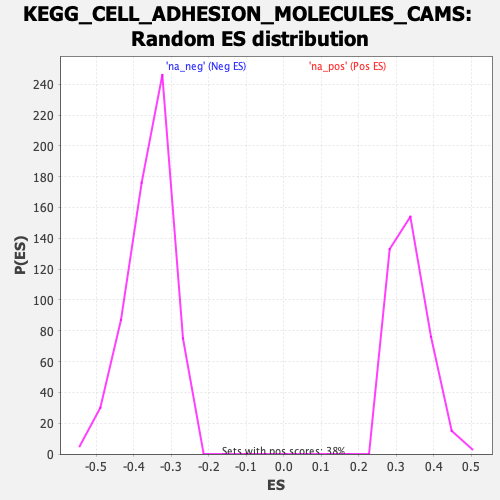 KEGG_CELL_ADHESION_MOLECULES_CAMS:
Random ES distribution
'na_neg' (Neg ES) 'na_pos' (Pos ES)
240
220
200
180
160
140
120
100
80
60
40
20
0
P(ES)
Sets with pos scores: 38%
-0.5 -0.4 -0.3 -0.2 -0.1 0.0 0.1 0.2 0.3 0.4 0.5
ES